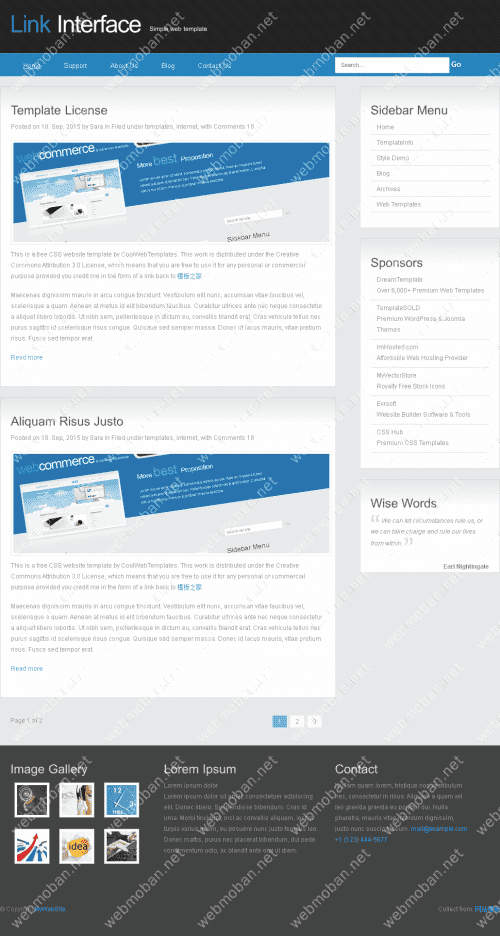 Link Interface Simple web template
Home Support About Us Blog Contact Us Search... Go
Template License
Posted on 18. Sep, 2015 by Sara in Filed under templates, internet, with Comments 18
webcommerce
More best Proposition
Sidebar Menu
This is a free CSS website template by CoolWebTemplates. This work is distributed under the Creative
Commons Attribution 3.0 License, which means that you are free to use it for any personal or commercial
purpose provided you credit me in the form of a link back to 模板之家.
Maecenas dignissim mauris in arcu congue tincidunt. Vestibulum elit nunc, accumsan vitae faucibus vel,
scelerisque a quam. Aenean at metus id elit bibendum faucibus. Curabitur ultrices ante nec neque consectetur
a aliquet libero lobortis. Ut nibh sem, pellentesque in dictum eu, convallis blandit erat. Cras vehicula tellus nec
purus sagittis id scelerisque risus congue. Quisque sed semper massa. Donec id lacus mauris, vitae pretium
risus. Fusce sed tempor erat.
Read more
Aliquam Risus Justo
Posted on 18. Sep, 2015 by Sara in Filed under templates, internet, with Comments 18
webcommerce
More best Proposition
Sidebar Menu
This is a free CSS website template by CoolWebTemplates. This work is distributed under the Creative
Commons Attribution 3.0 License, which means that you are free to use it for any personal or commercial
purpose provided you credit me in the form of a link back to 模板之家.
Maecenas dignissim mauris in arcu congue tincidunt. Vestibulum elit nunc, accumsan vitae faucibus vel,
scelerisque a quam. Aenean at metus id elit bibendum faucibus. Curabitur ultrices ante nec neque consectetur
a aliquet libero lobortis. Ut nibh sem, pellentesque in dictum eu, convallis blandit erat. Cras vehicula tellus nec
purus sagittis id scelerisque risus congue. Quisque sed semper massa. Donec id lacus mauris, vitae pretium
risus. Fusce sed tempor erat.
Read more
Page 1 of 2 1 2 3
Sidebar Menu
Home
TemplateInfo
Style Demo
Blog
Archives
Web Templates
Sponsors
DreamTemplate
Over 6,000+ Premium Web Templates
TemplateSOLD
Premium WordPress & Joomla
Themes
ImHosted.com
Affordable Web Hosting Provider
MyVectorStore
Royalty Free Stock Icons
Evrsoft
Website Builder Software & Tools
CSS Hub
Premium CSS Templates
Wise Words
“ We can let circumstances rule us, or
we can take charge and rule our lives
from within. ”
Earl Nightingale
Image Gallery
idea
Lorem Ipsum
Lorem ipsum dolor
Lorem ipsum dolor sit amet, consectetuer adipiscing
elit. Donec libero. Suspendisse bibendum. Cras id
urna. Morbi tincidunt, orci ac convallis aliquam, lectus
turpis varius lorem, eu posuere nunc justo tempus leo.
Donec mattis, purus nec placerat bibendum, dui pede
condimentum odio, ac blandit ante orci ut diam.
Contact
Nullam quam lorem, tristique non vestibulum
nec, consectetur in risus. Aliquam a quam vel
leo gravida gravida eu porttitor dui. Nulla
pharetra, mauris vitae interdum dignissim,
justo nunc suscipit ipsum. mail@example.com
+1 (123) 444-5677
© Copyright MyWebSite.
Collect from
webmoban.net